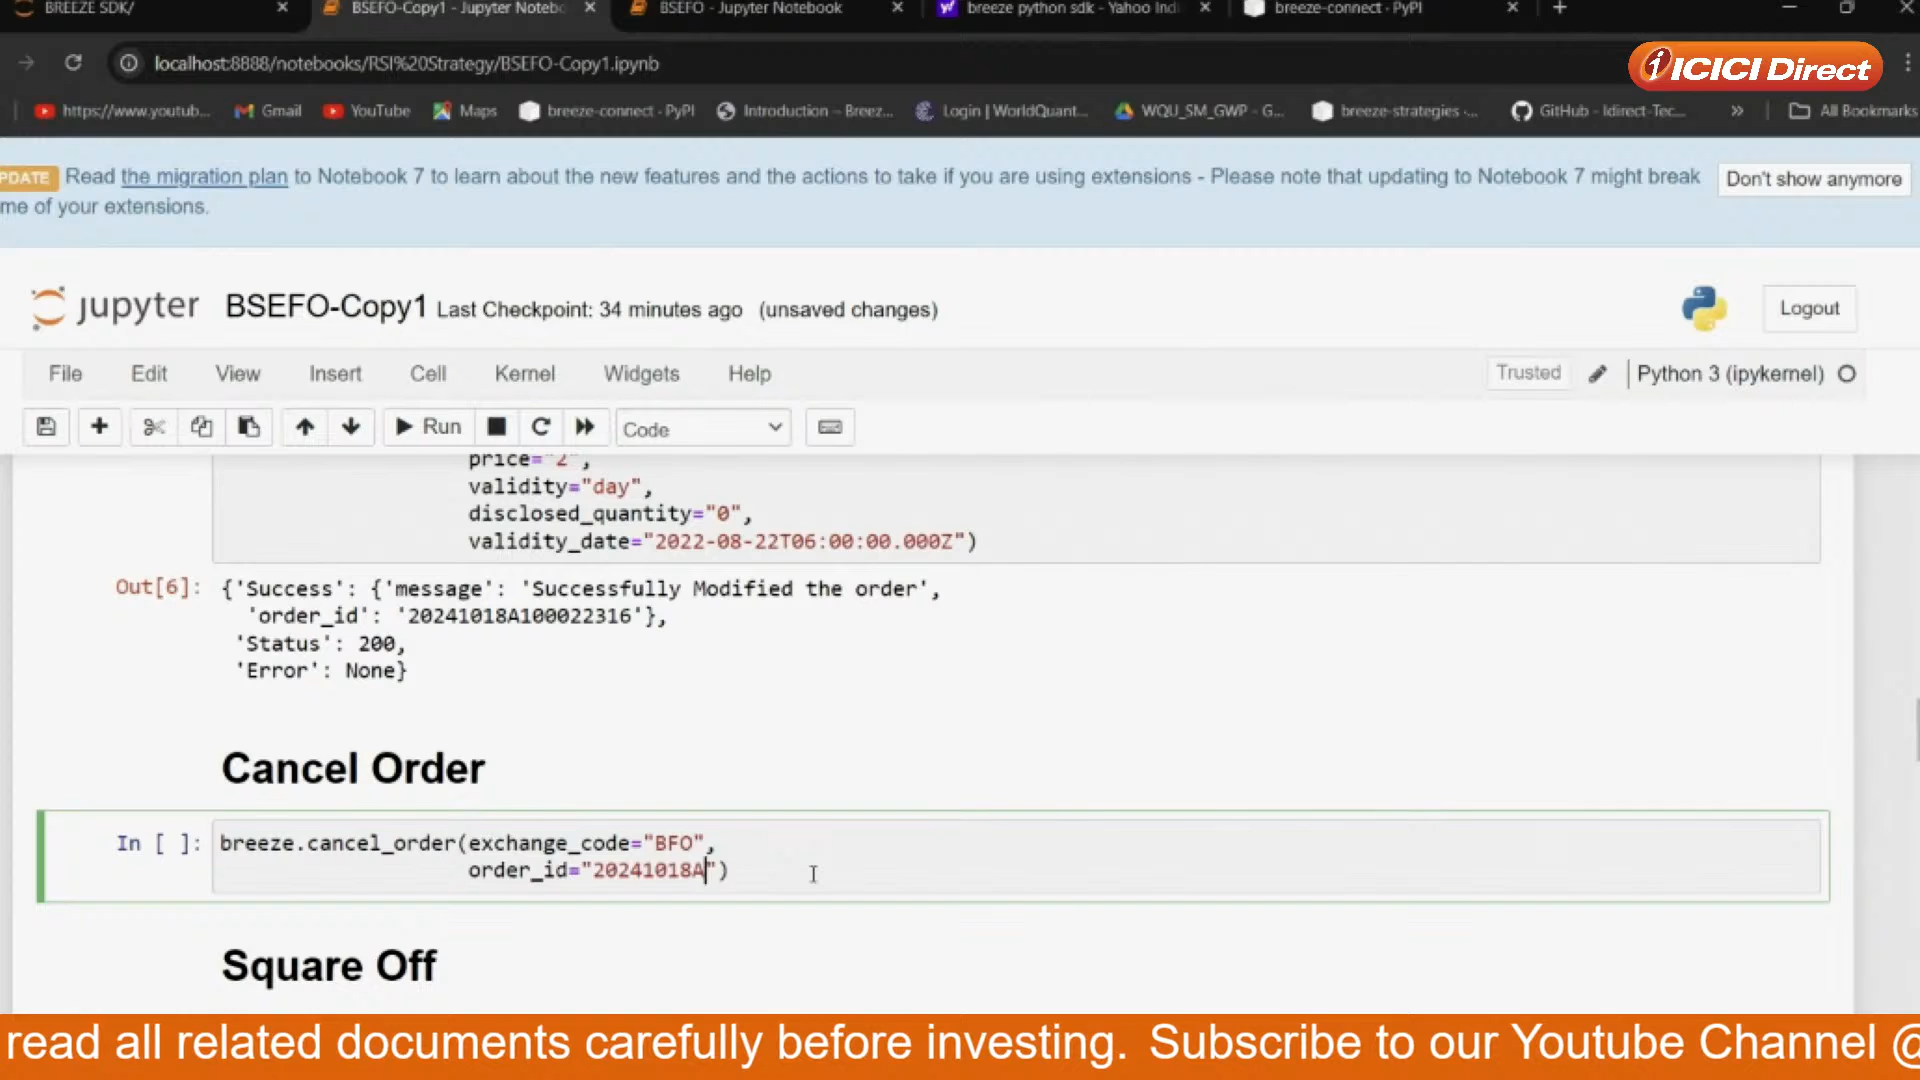 BREEZE SDK/
BSEFO-Copy1 - Jupyter Notebo
BSEFO - Jupyter Notebook
breeze python sdk - Yahoo Indi
breeze-connect · PyPI
localhost:8888/notebooks/RSI%20Strategy/BSEFO-Copy1.ipynb
ICICI Direct
https://www.youtub...
Gmail
YouTube
Maps
breeze-connect · PyPI
Introduction – Breez...
Login | WorldQuant...
WQU_SM_GWP - G...
breeze-strategies ·...
GitHub - Idirect-Tec...
All Bookmarks
PDATE Read the migration plan to Notebook 7 to learn about the new features and the actions to take if you are using extensions - Please note that updating to Notebook 7 might break
me of your extensions.
Don't show anymore
jupyter BSEFO-Copy1 Last Checkpoint: 34 minutes ago (unsaved changes)
Logout
File Edit View Insert Cell Kernel Widgets Help
Trusted
Python 3 (ipykernel)
Run
Code
price="2",
validity="day",
disclosed_quantity="0",
validity_date="2022-08-22T06:00:00.000Z")
Out[6]: {'Success': {'message': 'Successfully Modified the order',
'order_id': '20241018A100022316'},
'Status': 200,
'Error': None}
Cancel Order
In [ ]: breeze.cancel_order(exchange_code="BFO",
order_id="20241018A")
Square Off
read all related documents carefully before investing. Subscribe to our Youtube Channel @